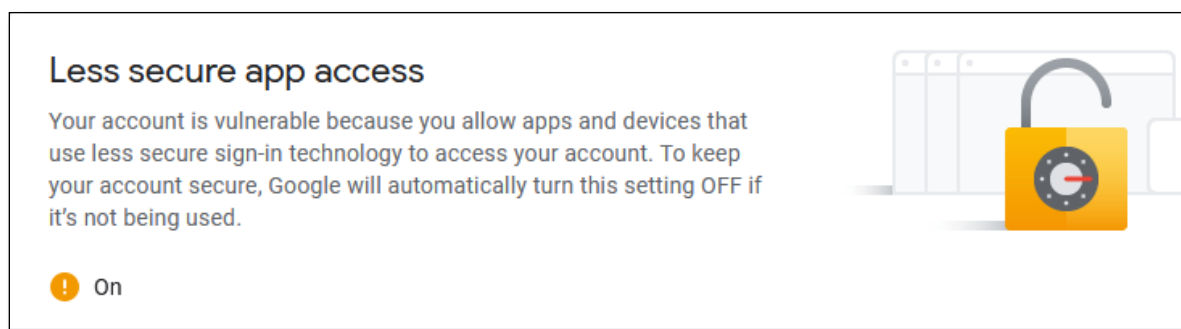 Less secure app access
Your account is vulnerable because you allow apps and devices that
use less secure sign-in technology to access your account. To keep
your account secure, Google will automatically turn this setting OFF if
it's not being used.
On